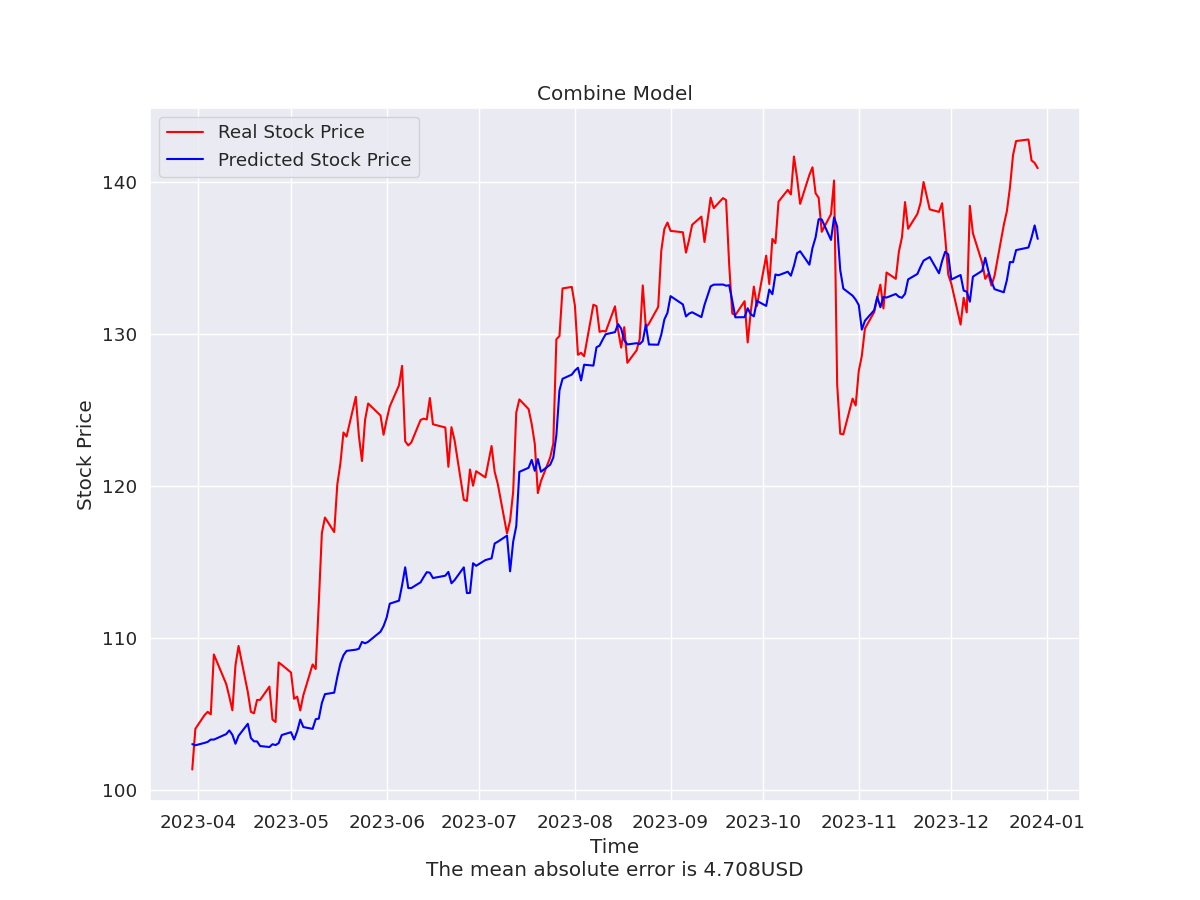 Combine Model
Real Stock Price
Predicted Stock Price
Stock Price
140
130
120
110
100
2023-04 2023-05 2023-06 2023-07 2023-08 2023-09 2023-10 2023-11 2023-12 2024-01
Time
The mean absolute error is 4.708USD